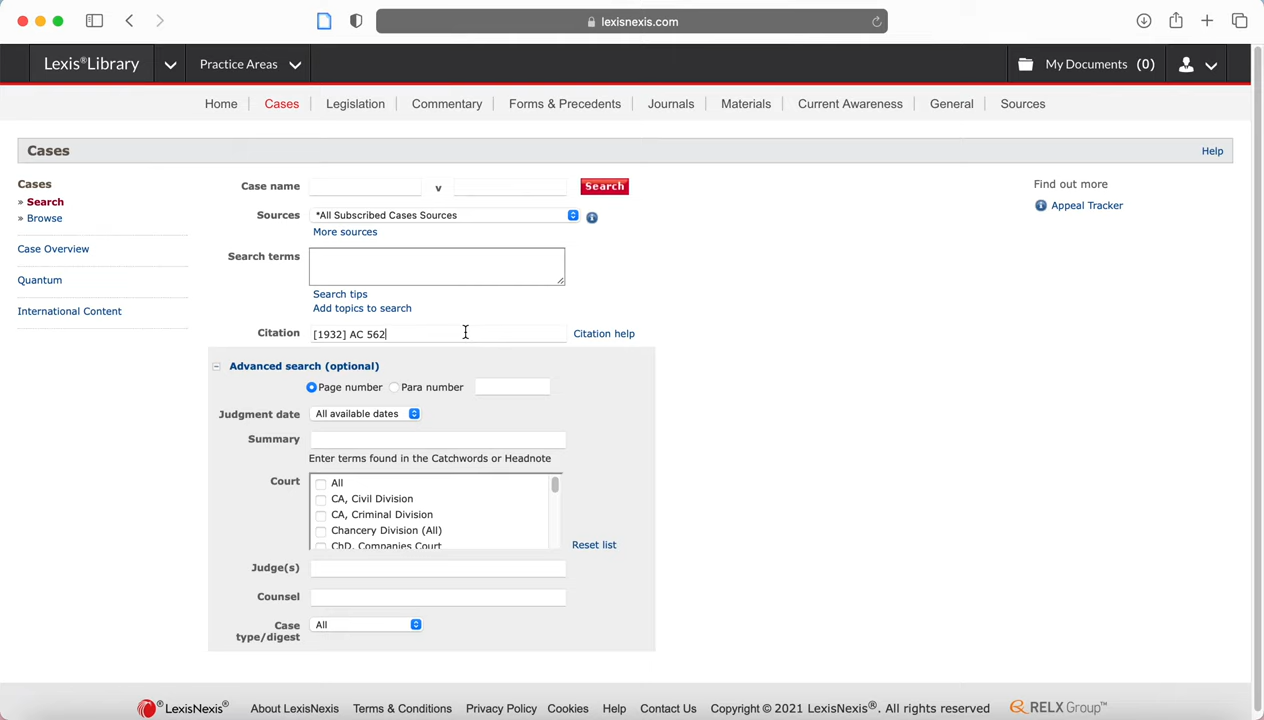 lexisnexis.com
Lexis®Library Practice Areas My Documents (0)
Home Cases Legislation Commentary Forms & Precedents Journals Materials Current Awareness General Sources
Cases Help
Cases
» Search
» Browse
Case Overview
Quantum
International Content
Case name v Search
Sources *All Subscribed Cases Sources
More sources
Search terms
Search tips
Add topics to search
Citation [1932] AC 562 Citation help
Advanced search (optional)
Page number Para number
Judgment date All available dates
Summary
Enter terms found in the Catchwords or Headnote
Court All
CA, Civil Division
CA, Criminal Division
Chancery Division (All)
ChD, Companies Court
Reset list
Judge(s)
Counsel
Case type/digest All
Find out more
Appeal Tracker
LexisNexis® About LexisNexis Terms & Conditions Privacy Policy Cookies Help Contact Us Copyright © 2021 LexisNexis®. All rights reserved RELX Group™